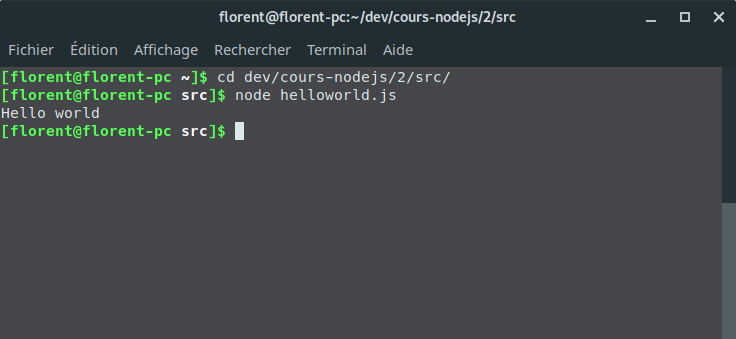 florent@florent-pc:~/dev/cours-nodejs/2/src
Fichier Édition Affichage Rechercher Terminal Aide
[florent@florent-pc ~]$ cd dev/cours-nodejs/2/src/
[florent@florent-pc src]$ node helloworld.js
Hello world
[florent@florent-pc src]$